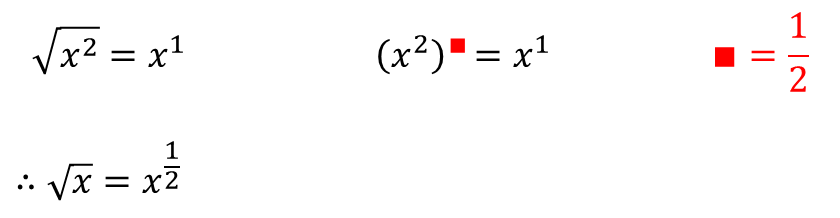 √x² = x¹ (x²)^■ = x¹ ■ = 1/2
∴ √x = x^(1/2)